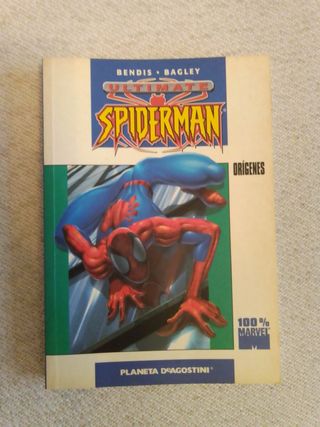 BENDIS • BAGLEY
ULTIMATE
SPIDERMAN
ORÍGENES
100%
MARVEL
PLANETA DeAGOSTINI